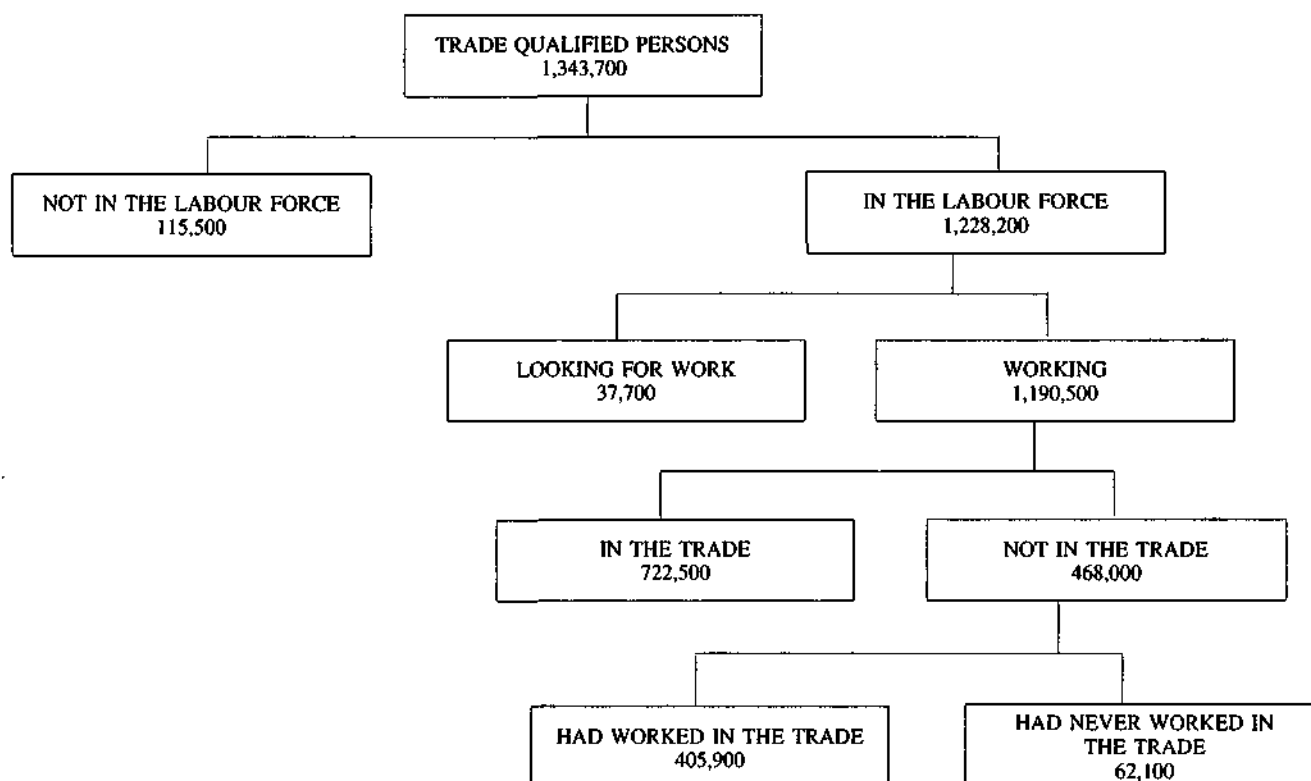 TRADE QUALIFIED PERSONS
1,343,700
NOT IN THE LABOUR FORCE
115,500
IN THE LABOUR FORCE
1,228,200
LOOKING FOR WORK
37,700
WORKING
1,190,500
IN THE TRADE
722,500
NOT IN THE TRADE
468,000
HAD WORKED IN THE TRADE
405,900
HAD NEVER WORKED IN
THE TRADE
62,100